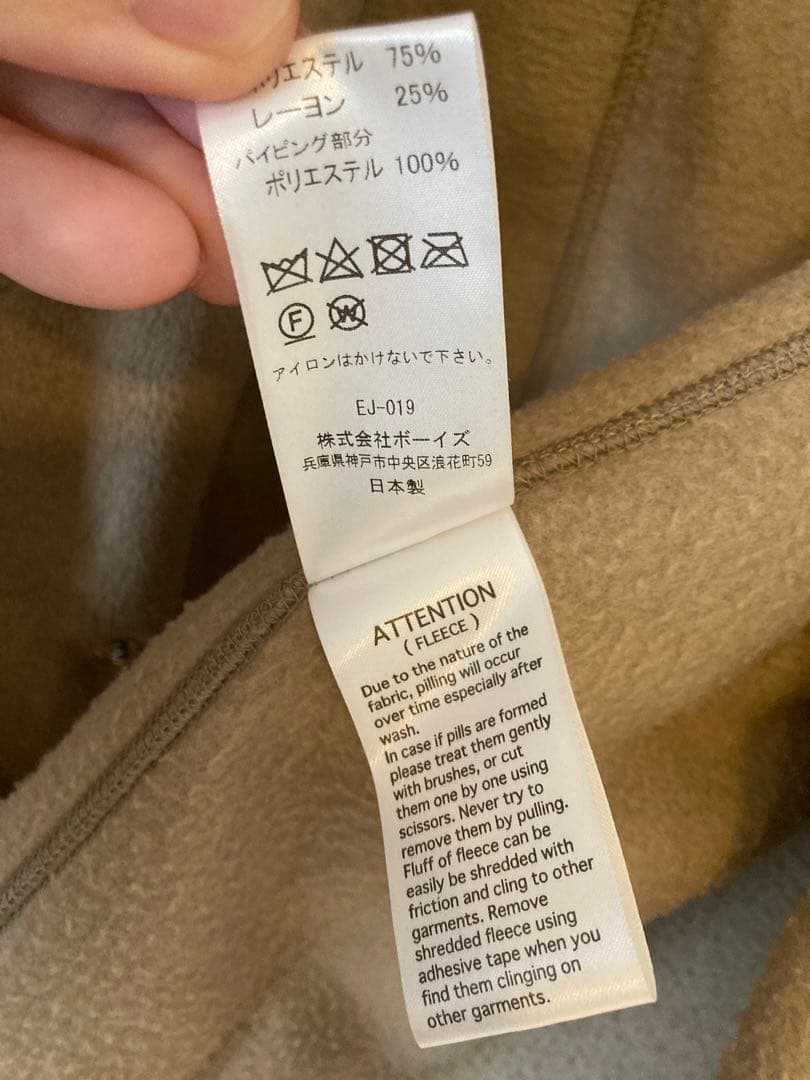 ポリエステル 75%
レーヨン 25%
パイピング部分
ポリエステル 100%
F W
アイロンはかけないで下さい。
EJ-019
株式会社ボーイズ
兵庫県神戸市中央区浪花町59
日本製
ATTENTION
( FLEECE )
Due to the nature of the
fabric, pilling will occur
over time especially after
wash.
In case if pills are formed
please treat them gently
with brushes, or cut
them one by one using
scissors. Never try to
remove them by pulling.
Fluff of fleece can be
easily be shredded with
friction and cling to other
garments. Remove
shredded fleece using
adhesive tape when you
find them clinging on
other garments.